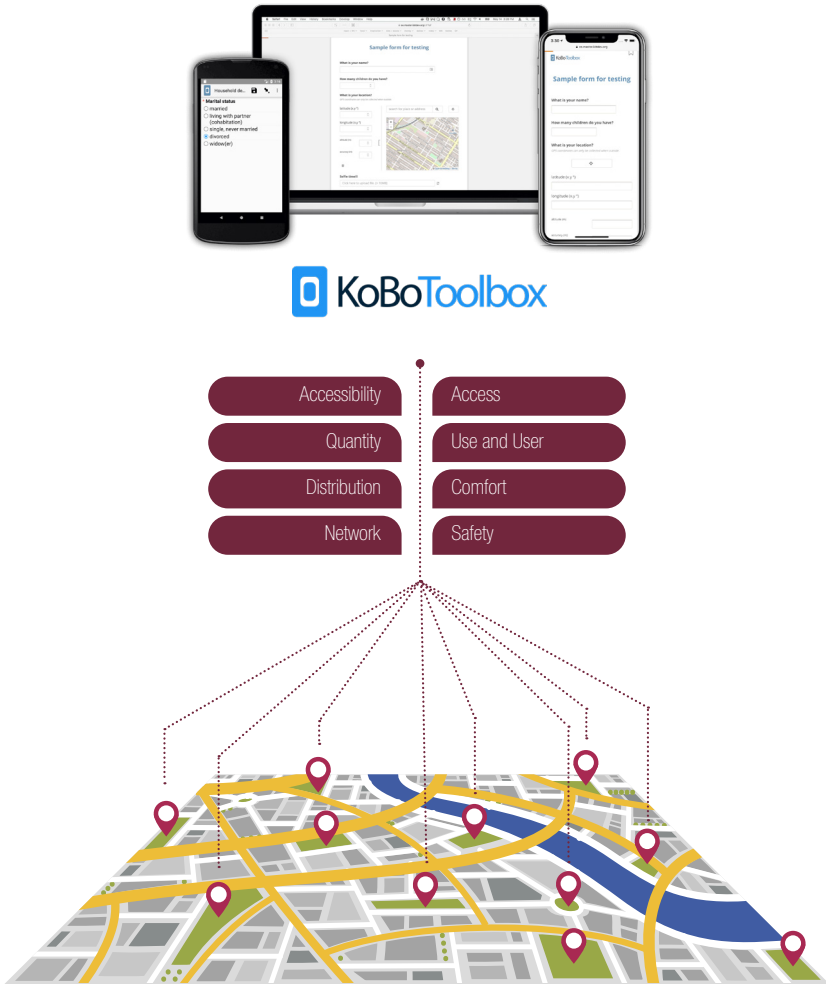 Sample form for testing
What is your name?
How many children do you have?
What is your location?
Household de...
Marital status
married
living with partner
(cohabitation)
single, never married
divorced
widow(er)
3:30
KoBoToolbox
Sample form for testing
What is your name?
How many children do you have?
What is your location?
KoBoToolbox
Accessibility
Access
Quantity
Use and User
Distribution
Comfort
Network
Safety